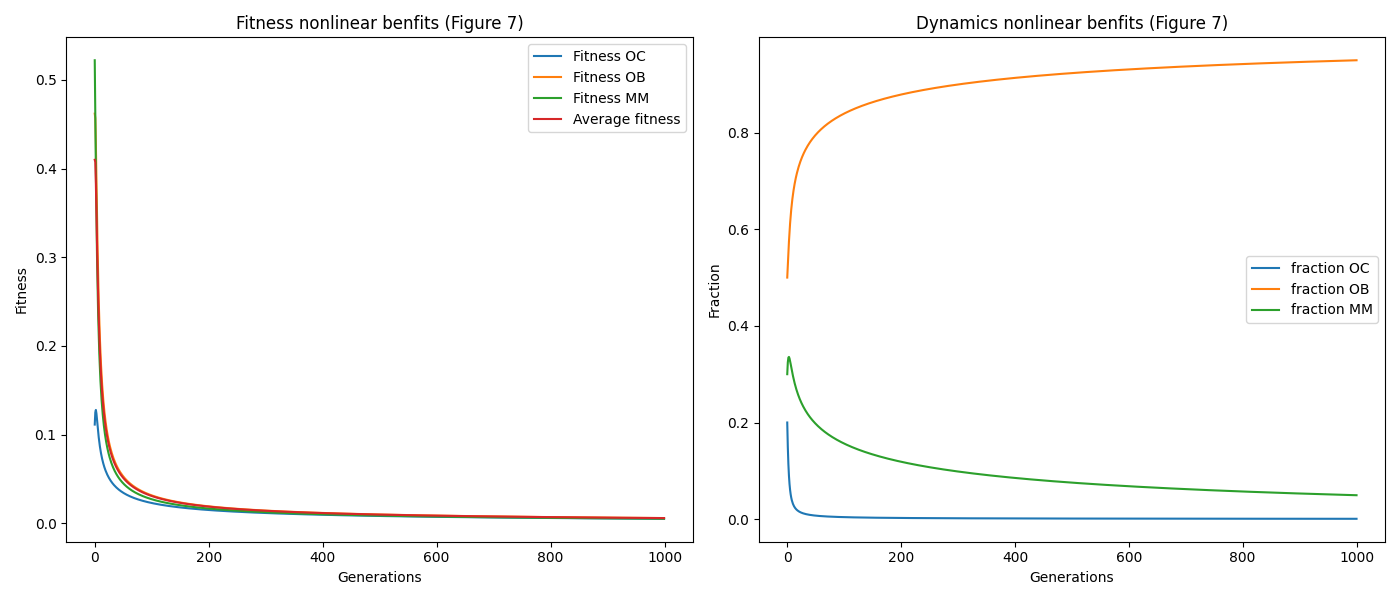 Fitness nonlinear benfits (Figure 7)
Fitness OC
Fitness OB
Fitness MM
Average fitness
0.5
0.4
0.3
0.2
0.1
0.0
Fitness
0
200
400
600
800
1000
Generations
Dynamics nonlinear benfits (Figure 7)
fraction OC
fraction OB
fraction MM
0.8
0.6
0.4
0.2
0.0
Fraction
0
200
400
600
800
1000
Generations